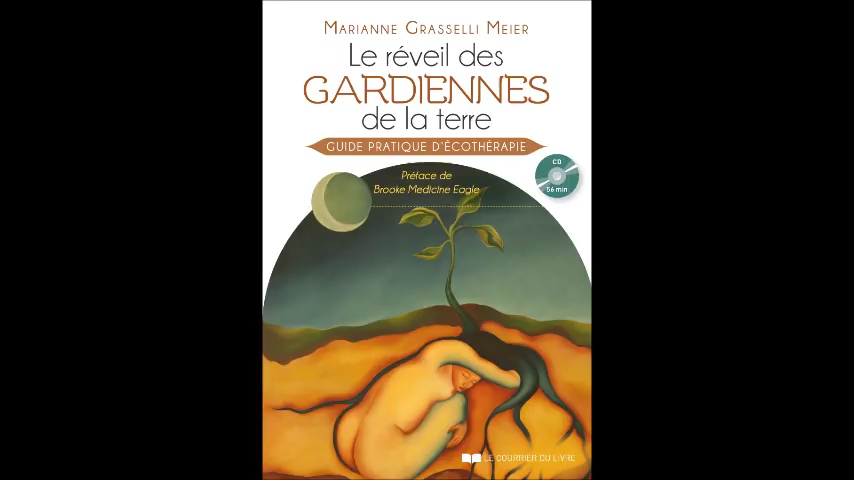 MARIANNE GRASSELLI MEIER
Le réveil des
GARDIENNES
de la terre
GUIDE PRATIQUE D'ÉCOTHÉRAPIE
CD
56 min
Préface de
Brooke Medicine Eagle
LE COURRIER DU LIVRE